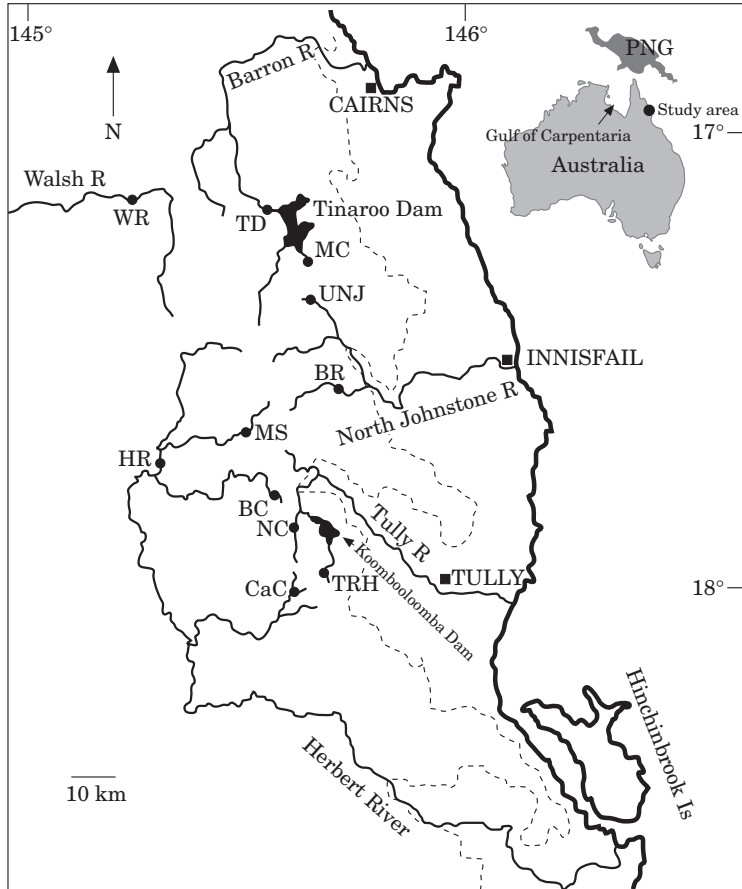 145°
146°
PNG
Barron R
CAIRNS
Study area
Gulf of Carpentaria
17°
N
Australia
Walsh R
WR
TD
Tinaroo Dam
MC
UNJ
INNISFAIL
BR
North Johnstone R
MS
HR
BC
NC
Tully R
Koombooloomba Dam
TULLY
TRH
CaC
18°
Hinchinbrook Is
10 km
Herbert River